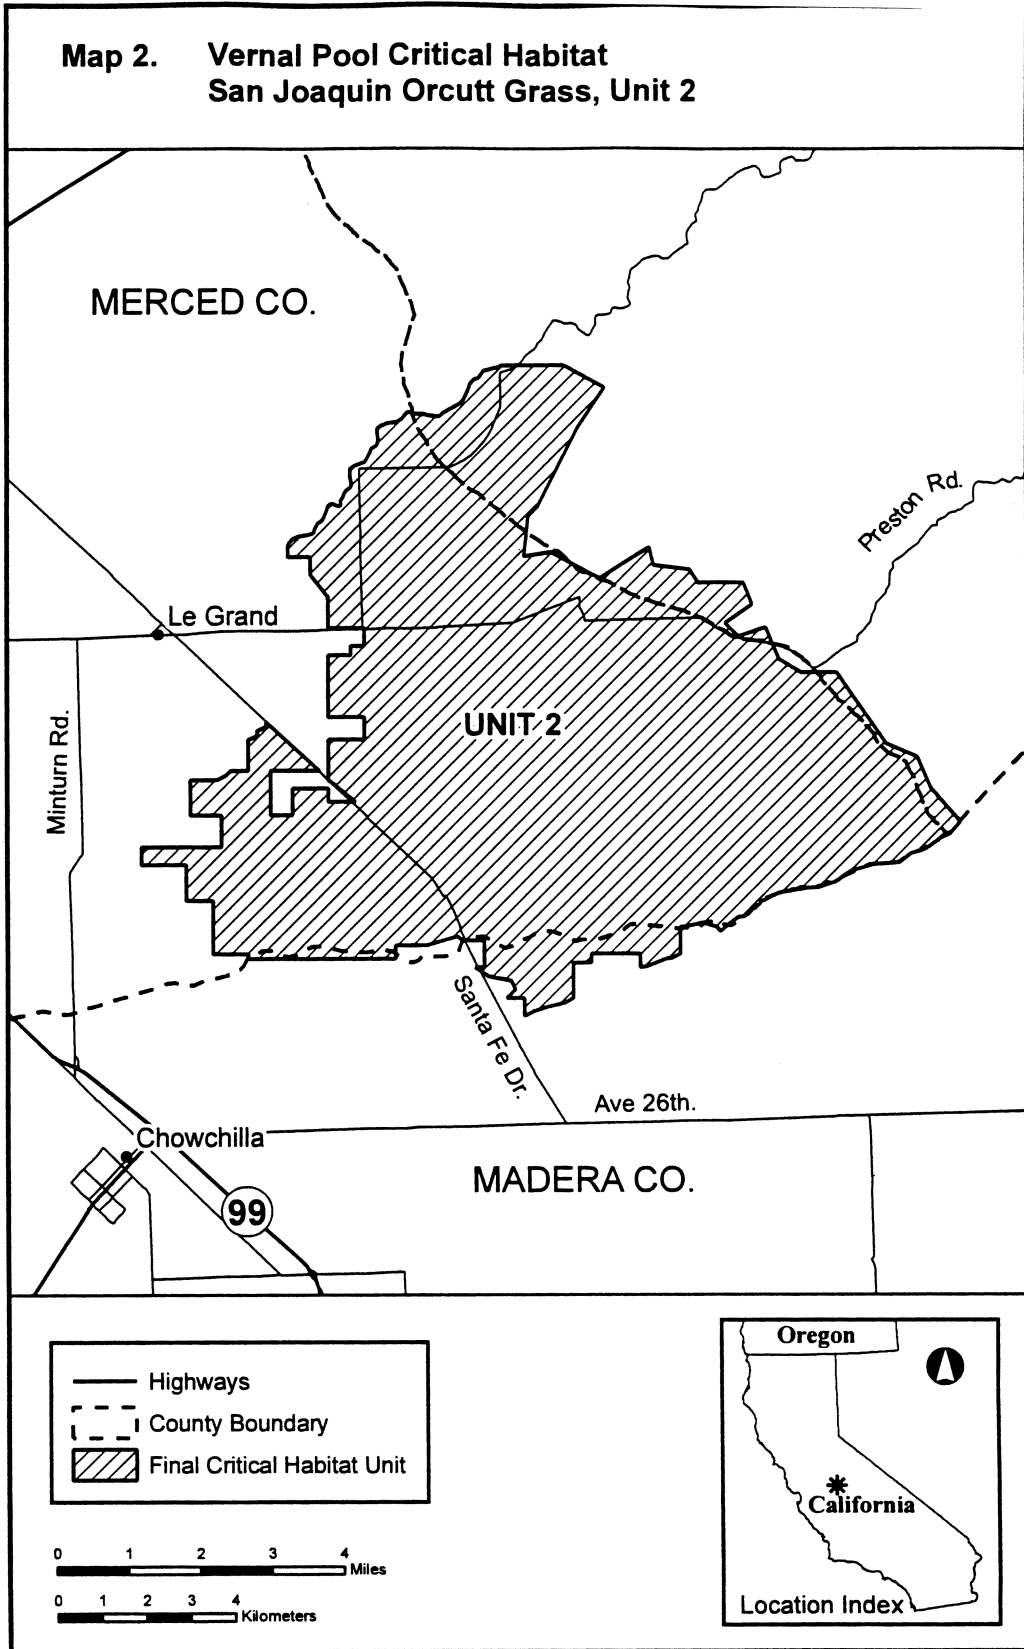 Map 2. Vernal Pool Critical Habitat
San Joaquin Orcutt Grass, Unit 2
MERCED CO.
Preston Rd.
Le Grand
UNIT 2
Minturn Rd.
Santa Fe Dr.
Ave 26th.
Chowchilla
MADERA CO.
99
Highways
County Boundary
Final Critical Habitat Unit
0 1 2 3 4
Miles
0 1 2 3 4
Kilometers
Oregon
California
Location Index